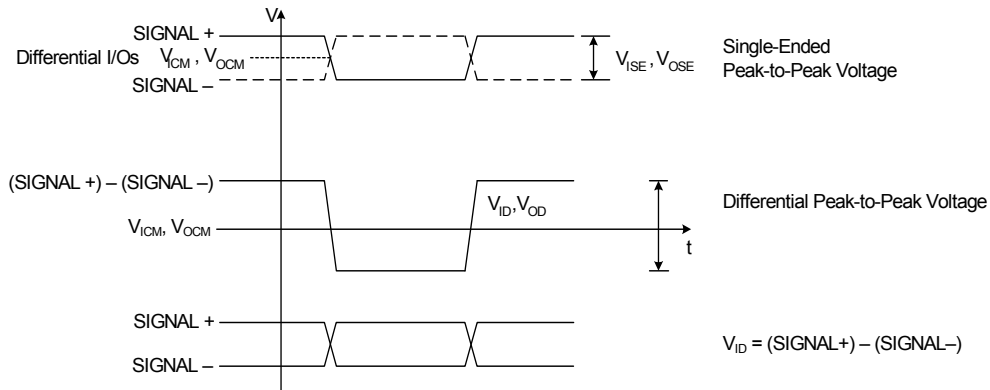 V
SIGNAL +
Differential I/Os V_ICM , V_OCM
SIGNAL –
V_ISE , V_OSE
Single-Ended
Peak-to-Peak Voltage
(SIGNAL +) – (SIGNAL –)
V_ID,V_OD
Differential Peak-to-Peak Voltage
V_ICM, V_OCM
t
SIGNAL +
SIGNAL –
V_ID = (SIGNAL+) – (SIGNAL–)